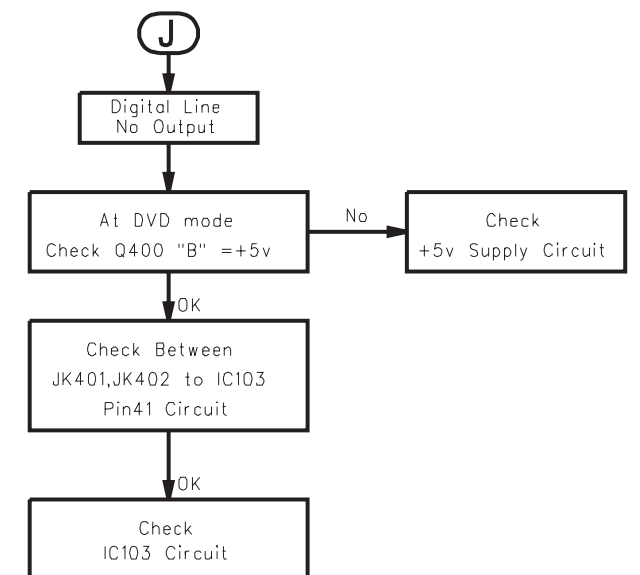 J
Digital Line
No Output
At DVD mode
Check Q400 "B" =+5v
No
Check
+5v Supply Circuit
OK
Check Between
JK401,JK402 to IC103
Pin41 Circuit
OK
Check
IC103 Circuit